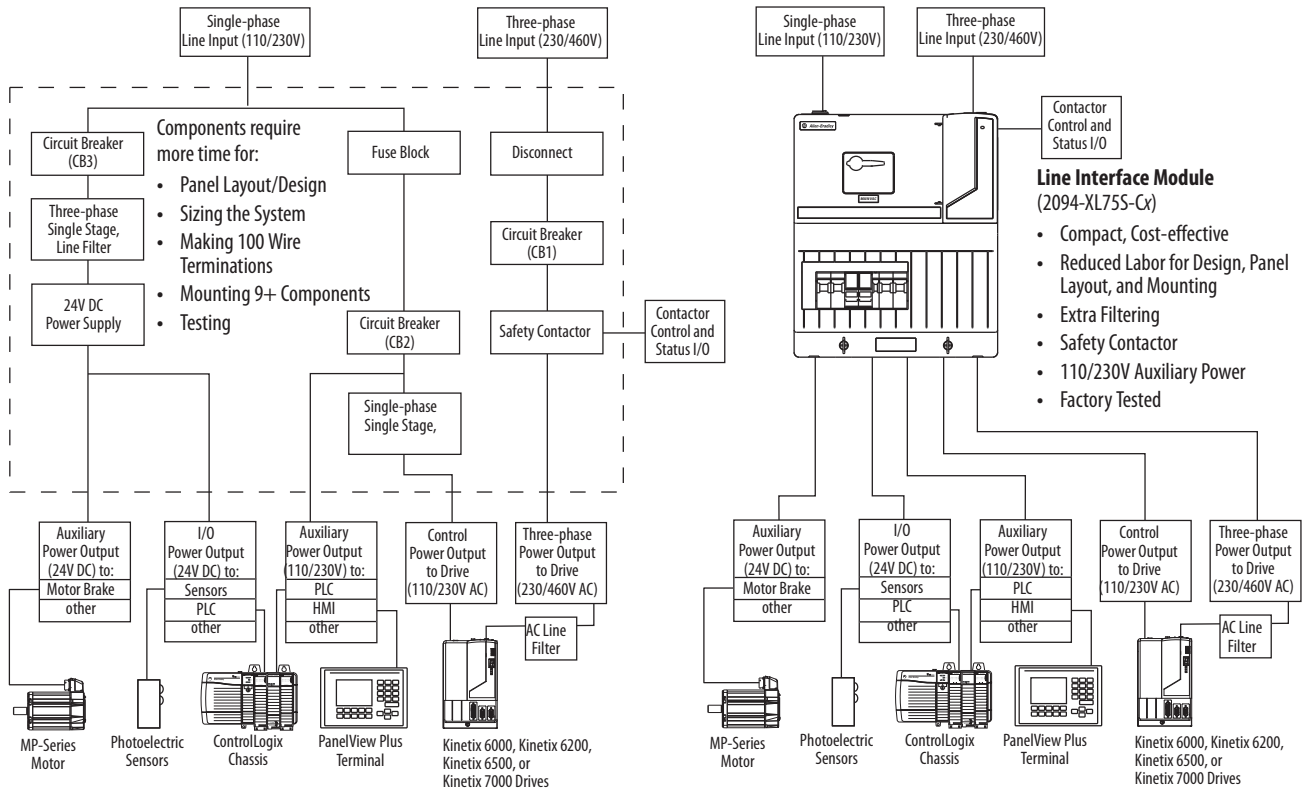 Single-phase
Line Input (110/230V)
Three-phase
Line Input (230/460V)
Circuit Breaker
(CB3)
Three-phase
Single Stage,
Line Filter
24V DC
Power Supply
Components require
more time for:
• Panel Layout/Design
• Sizing the System
• Making 100 Wire
Terminations
• Mounting 9+ Components
• Testing
Fuse Block
Circuit Breaker
(CB2)
Single-phase
Single Stage,
Disconnect
Circuit Breaker
(CB1)
Safety Contactor
Contactor
Control and
Status I/O
Auxiliary
Power Output
(24V DC) to:
Motor Brake
other
I/O
Power Output
(24V DC) to:
Sensors
PLC
other
Auxiliary
Power Output
(110/230V) to:
PLC
HMI
other
Control
Power Output
to Drive
(110/230V AC)
Three-phase
Power Output
to Drive
(230/460V AC)
AC Line
Filter
MP-Series
Motor
Photoelectric
Sensors
ControlLogix
Chassis
PanelView Plus
Terminal
Kinetix 6000, Kinetix 6200,
Kinetix 6500, or
Kinetix 7000 Drives
Single-phase
Line Input (110/230V)
Three-phase
Line Input (230/460V)
Allen-Bradley
Contactor
Control and
Status I/O
Line Interface Module
(2094-XL75S-Cx)
• Compact, Cost-effective
• Reduced Labor for Design, Panel
Layout, and Mounting
• Extra Filtering
• Safety Contactor
• 110/230V Auxiliary Power
• Factory Tested
Auxiliary
Power Output
(24V DC) to:
Motor Brake
other
I/O
Power Output
(24V DC) to:
Sensors
PLC
other
Auxiliary
Power Output
(110/230V) to:
PLC
HMI
other
Control
Power Output
to Drive
(110/230V AC)
Three-phase
Power Output
to Drive
(230/460V AC)
AC Line
Filter
MP-Series
Motor
Photoelectric
Sensors
ControlLogix
Chassis
PanelView Plus
Terminal
Kinetix 6000, Kinetix 6200,
Kinetix 6500, or
Kinetix 7000 Drives